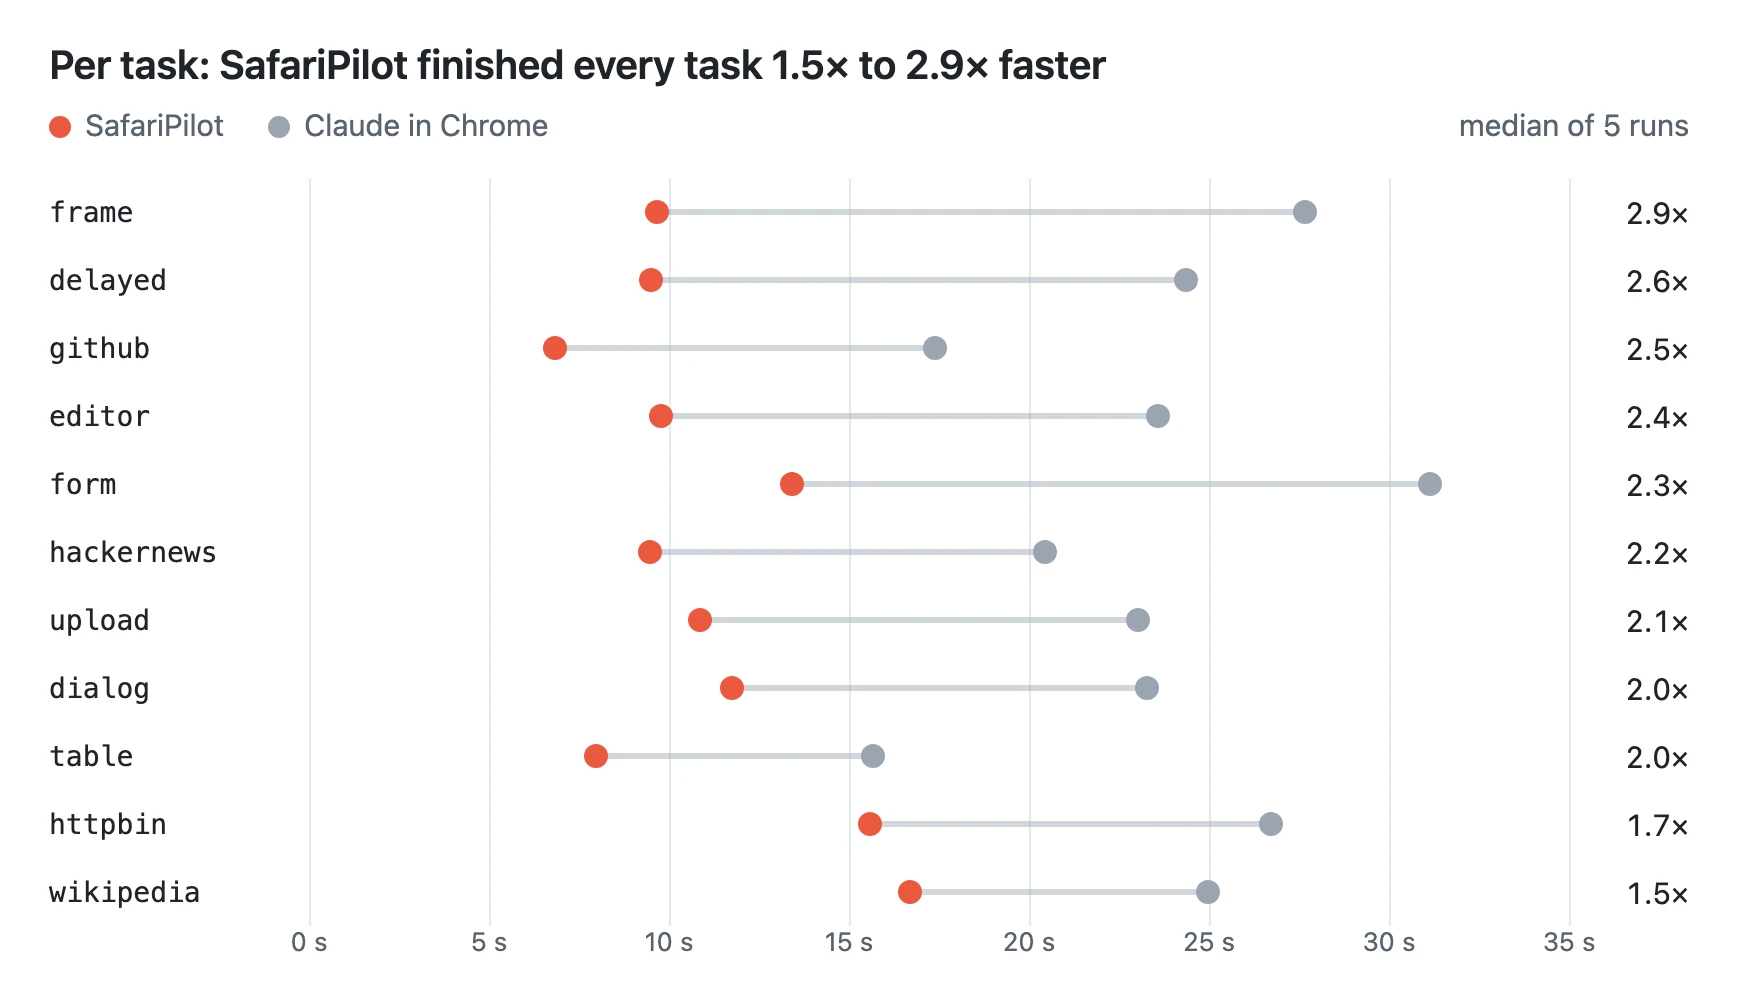 Per task: SafariPilot finished every task 1.5× to 2.9× faster
SafariPilot Claude in Chrome median of 5 runs
frame 2.9×
delayed 2.6×
github 2.5×
editor 2.4×
form 2.3×
hackernews 2.2×
upload 2.1×
dialog 2.0×
table 2.0×
httpbin 1.7×
wikipedia 1.5×
0 s 5 s 10 s 15 s 20 s 25 s 30 s 35 s